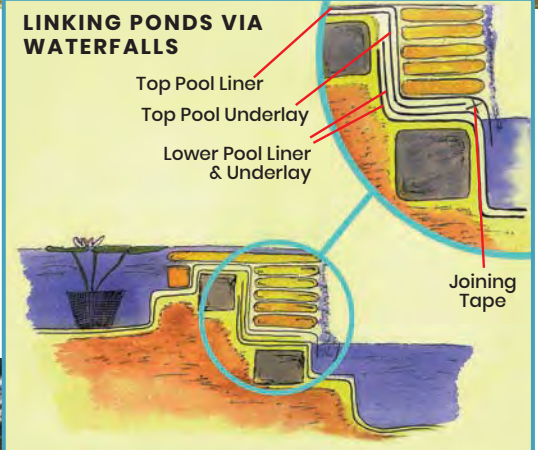 LINKING PONDS VIA
WATERFALLS
Top Pool Liner
Top Pool Underlay
Lower Pool Liner
& Underlay
Joining
Tape